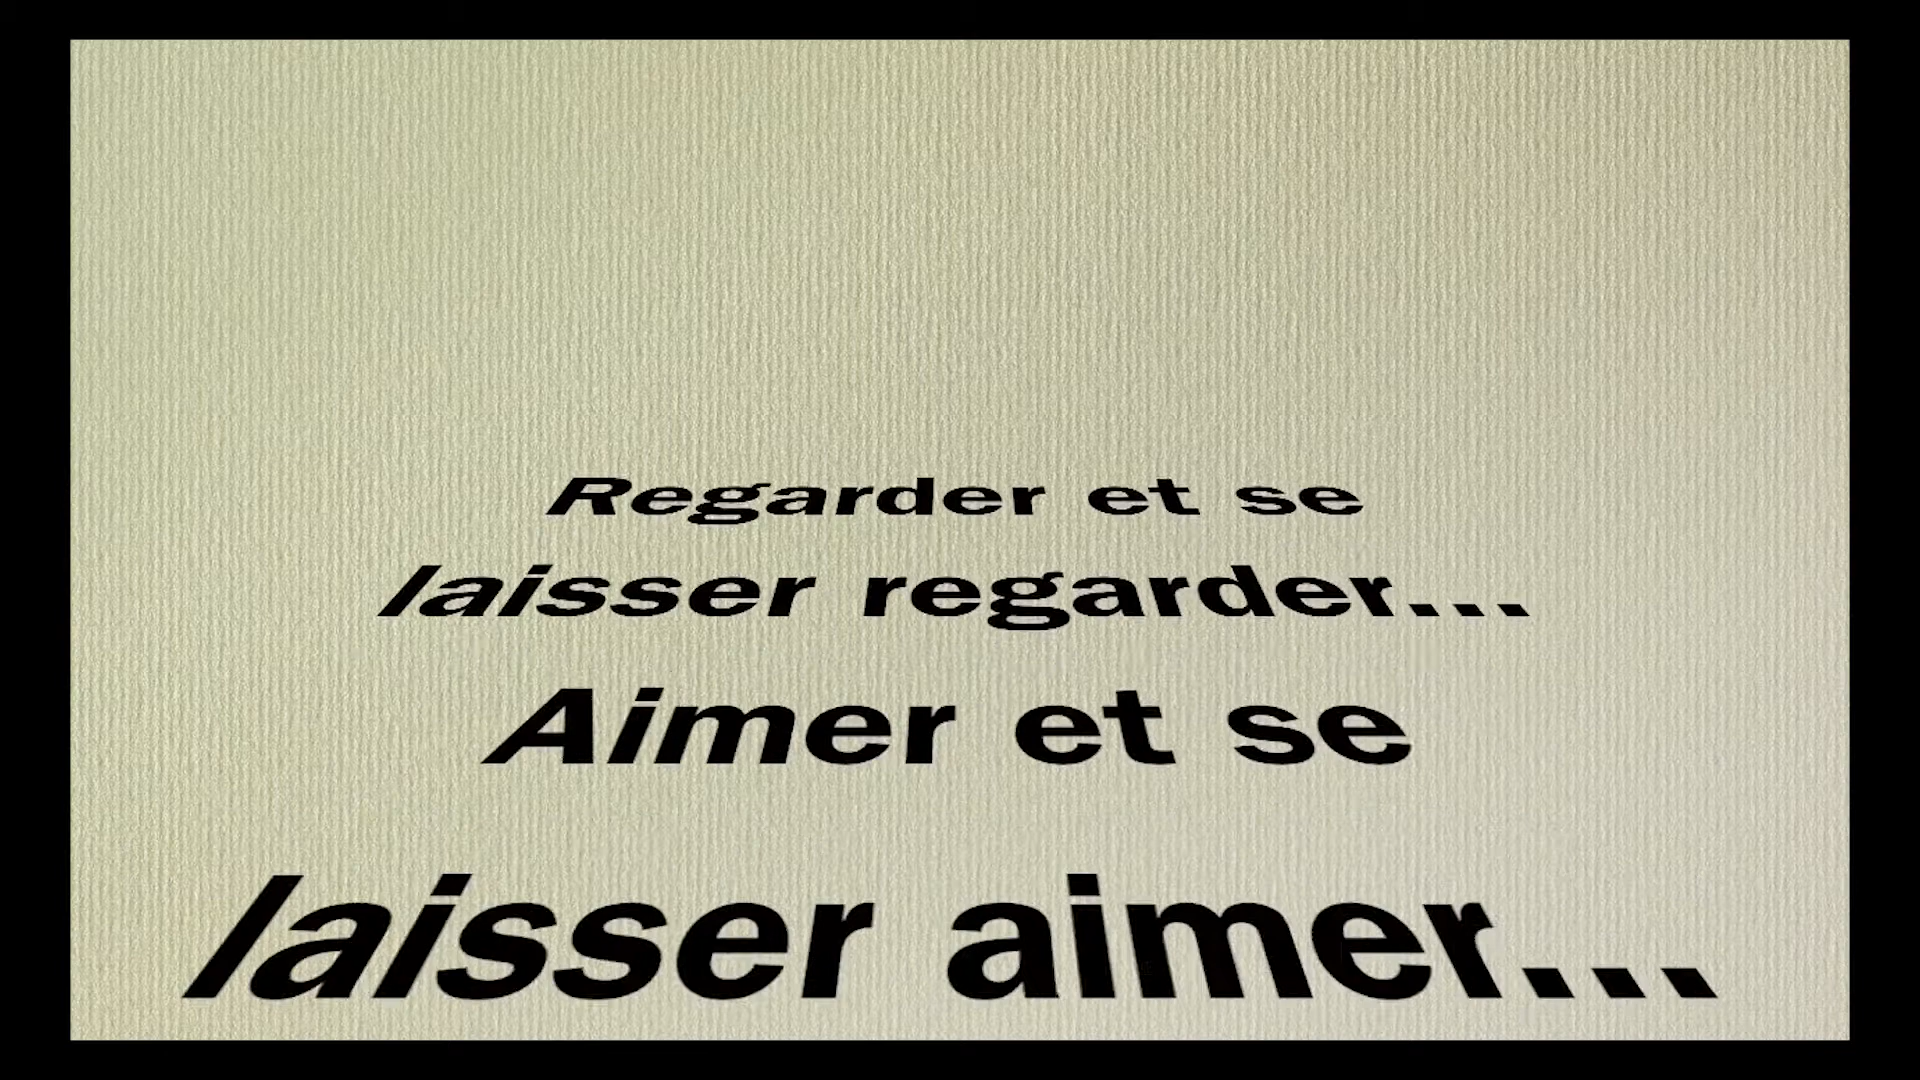 Regarder et se
laisser regarder...
Aimer et se
laisser aimer...